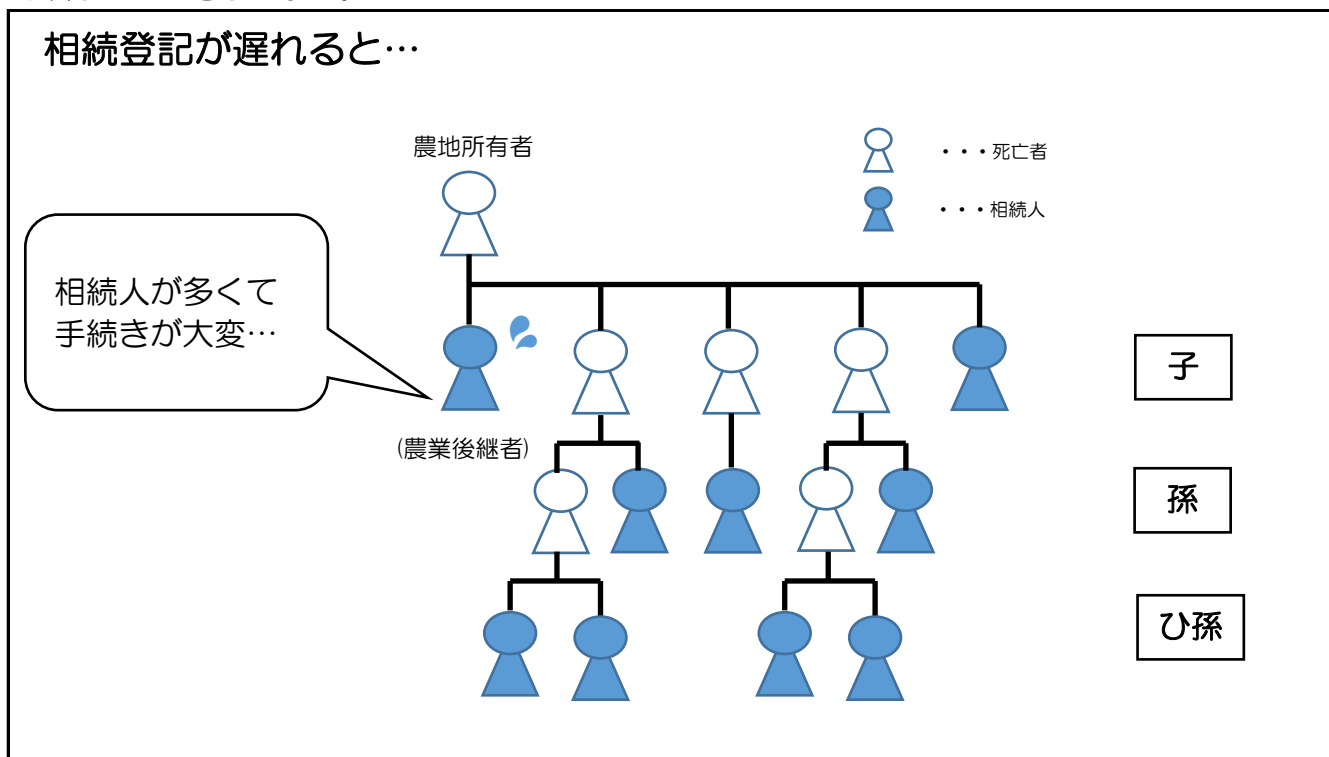 相続登記が遅れると…
農地所有者
・・・死亡者
・・・相続人
相続人が多くて
手続きが大変…
(農業後継者)
子
孫
ひ孫